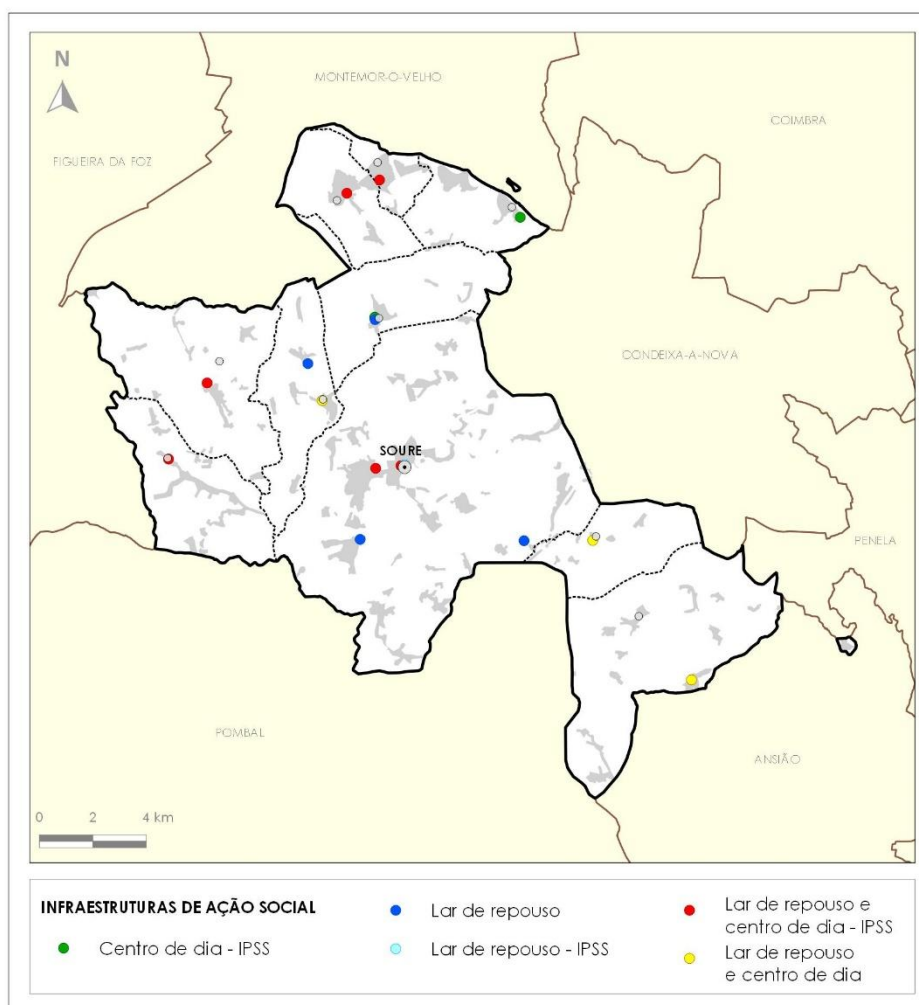 N
MONTEMOR-O-VELHO
COIMBRA
FIGUEIRA DA FOZ
CONDEIXA-A-NOVA
SOURE
PENELA
POMBAL
ANSIÃO
0 2 4 km
INFRAESTRUTURAS DE AÇÃO SOCIAL
Centro de dia - IPSS
Lar de repouso
Lar de repouso - IPSS
Lar de repouso e
centro de dia - IPSS
Lar de repouso
e centro de dia